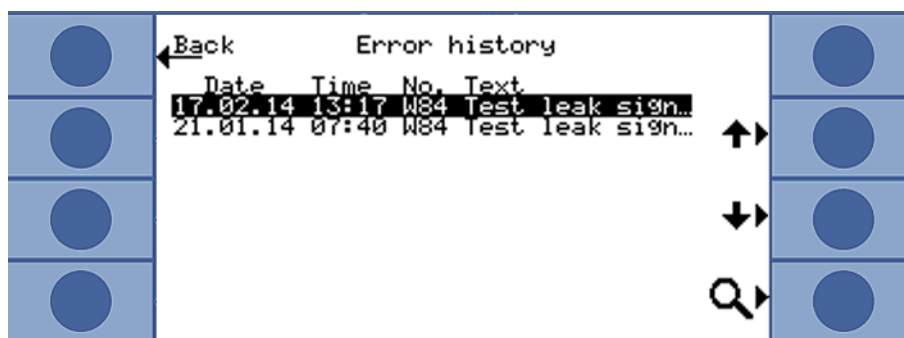 Back Error history
Date Time No. Text
17.02.14 13:17 W84 Test leak sign…
21.01.14 07:40 W84 Test leak sign…